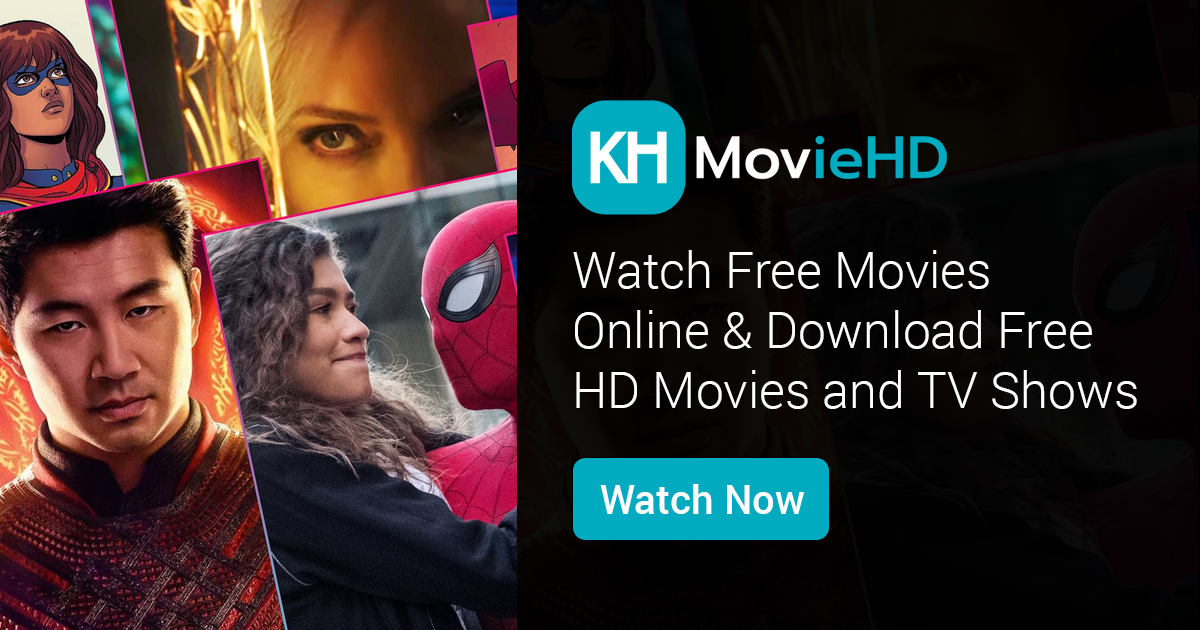 KH MovieHD
Watch Free Movies
Online & Download Free
HD Movies and TV Shows
Watch Now